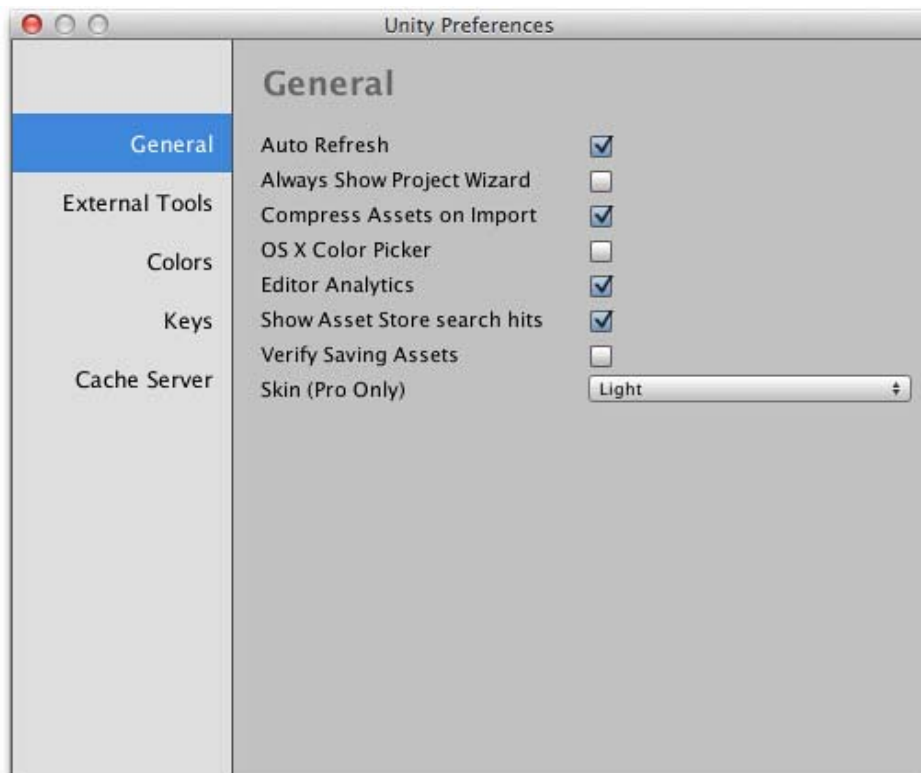 Unity Preferences
General
External Tools
Colors
Keys
Cache Server
General
Auto Refresh
Always Show Project Wizard
Compress Assets on Import
OS X Color Picker
Editor Analytics
Show Asset Store search hits
Verify Saving Assets
Skin (Pro Only) Light